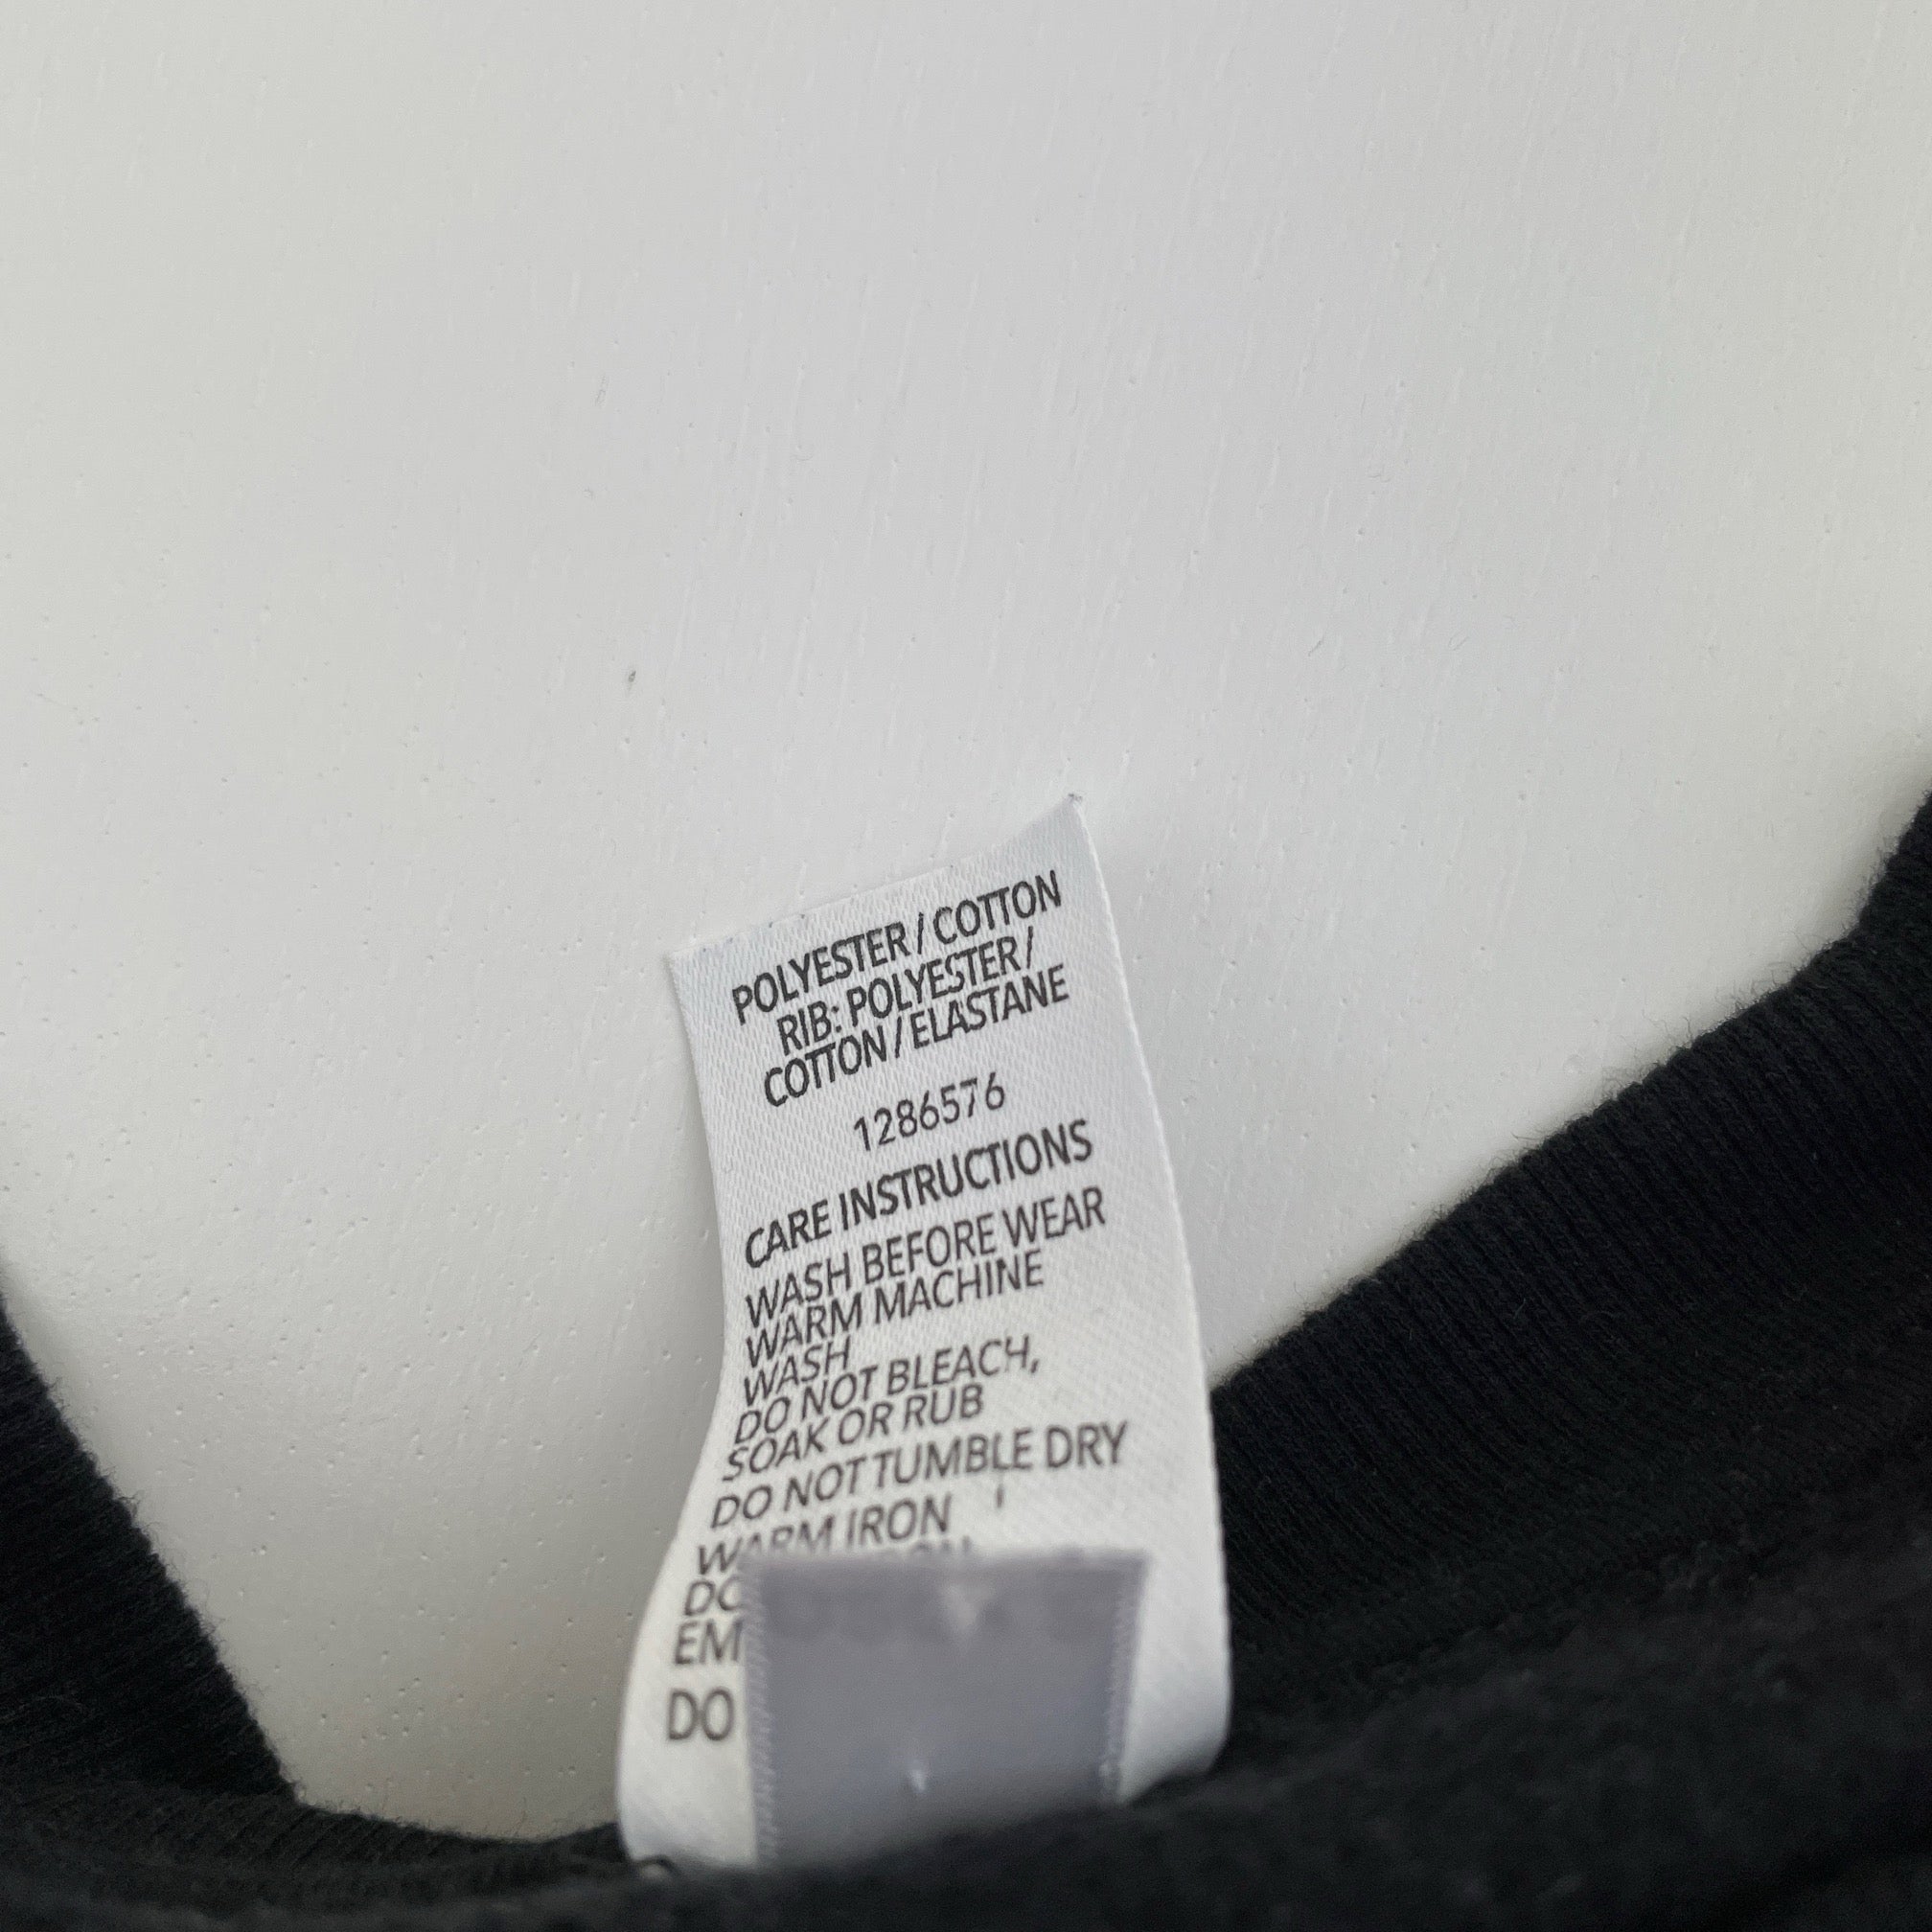 POLYESTER / COTTON
RIB: POLYESTER /
COTTON / ELASTANE
1286576
CARE INSTRUCTIONS
WASH BEFORE WEAR
WARM MACHINE
WASH
DO NOT BLEACH,
SOAK OR RUB
DO NOT TUMBLE DRY
WARM IRON
DO